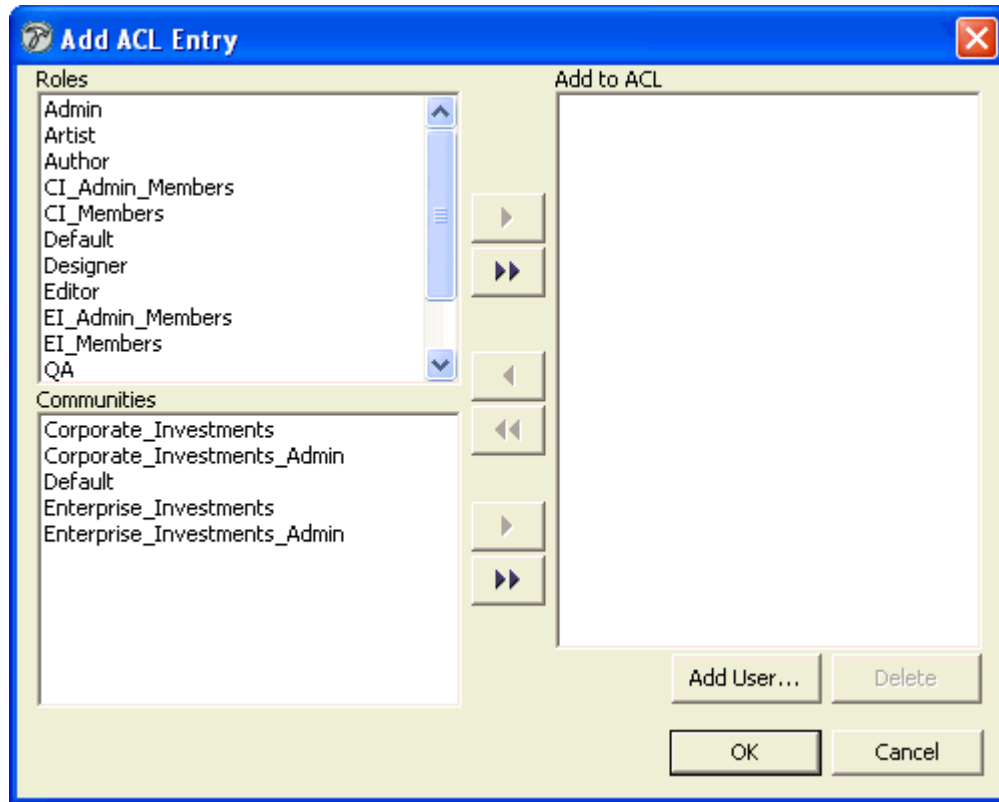 Add ACL Entry
Roles
Admin
Artist
Author
CI_Admin_Members
CI_Members
Default
Designer
Editor
EI_Admin_Members
EI_Members
QA
Communities
Corporate_Investments
Corporate_Investments_Admin
Default
Enterprise_Investments
Enterprise_Investments_Admin
Add to ACL
Add User...
Delete
OK
Cancel